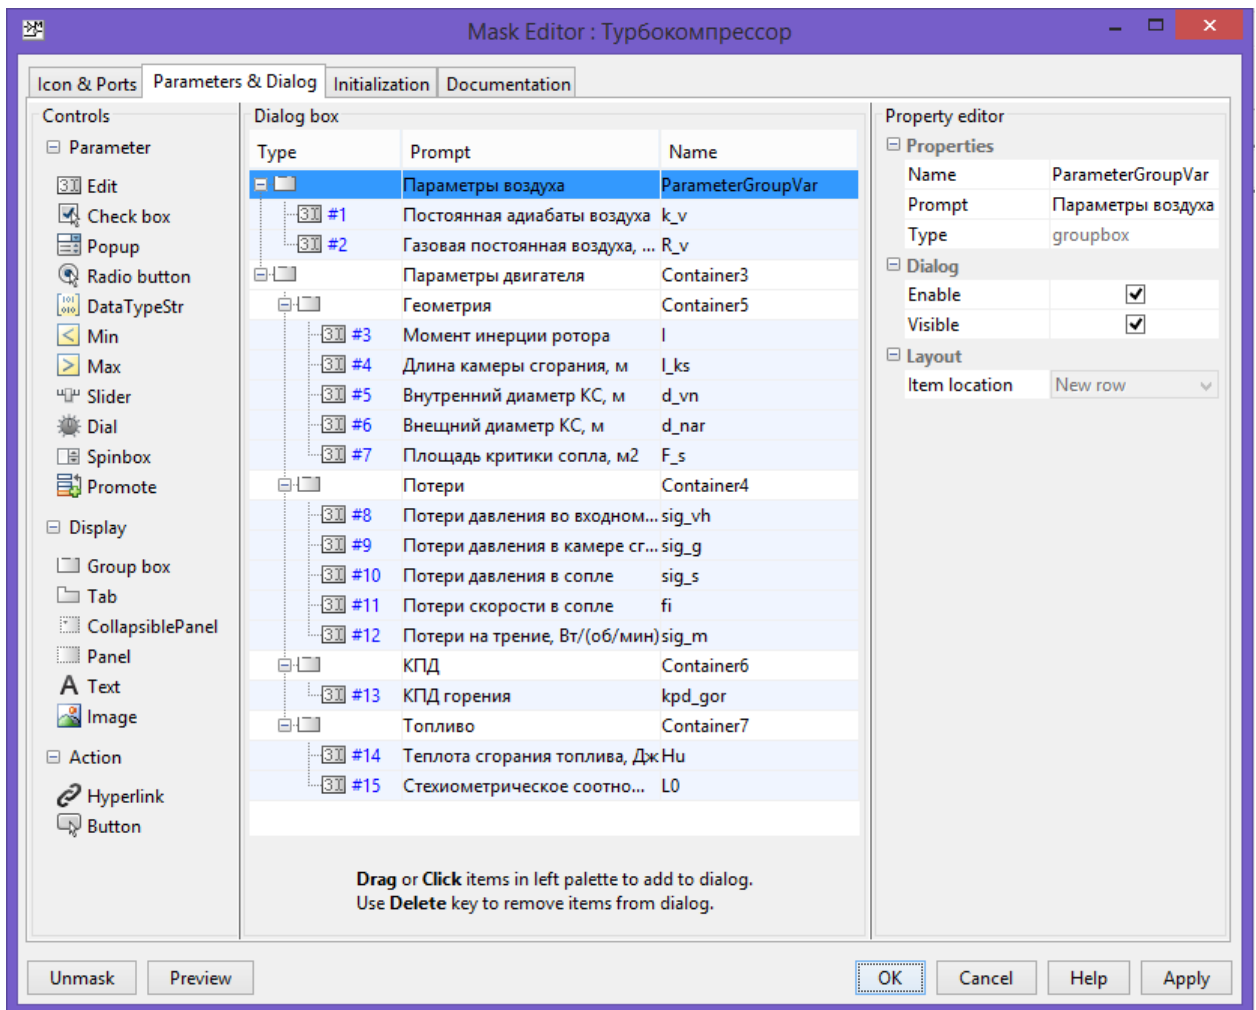 Mask Editor : Турбокомпрессор
Icon & Ports Parameters & Dialog Initialization Documentation
Controls
Parameter
Edit
Check box
Popup
Radio button
DataTypeStr
Min
Max
Slider
Dial
Spinbox
Promote
Display
Group box
Tab
CollapsiblePanel
Panel
Text
Image
Action
Hyperlink
Button
Dialog box
Type Prompt Name
Параметры воздуха ParameterGroupVar
#1 Постоянная адиабаты воздуха k_v
#2 Газовая постоянная воздуха, ... R_v
Параметры двигателя Container3
Геометрия Container5
#3 Момент инерции ротора I
#4 Длина камеры сгорания, м l_ks
#5 Внутренний диаметр КС, м d_vn
#6 Внещний диаметр КС, м d_nar
#7 Площадь критики сопла, м2 F_s
Потери Container4
#8 Потери давления во входном... sig_vh
#9 Потери давления в камере сг... sig_g
#10 Потери давления в сопле sig_s
#11 Потери скорости в сопле fi
#12 Потери на трение, Вт/(об/мин) sig_m
КПД Container6
#13 КПД горения kpd_gor
Топливо Container7
#14 Теплота сгорания топлива, Дж Hu
#15 Стехиометрическое соотно... L0
Drag or Click items in left palette to add to dialog.
Use Delete key to remove items from dialog.
Property editor
Properties
Name ParameterGroupVar
Prompt Параметры воздуха
Type groupbox
Dialog
Enable
Visible
Layout
Item location New row
Unmask Preview OK Cancel Help Apply